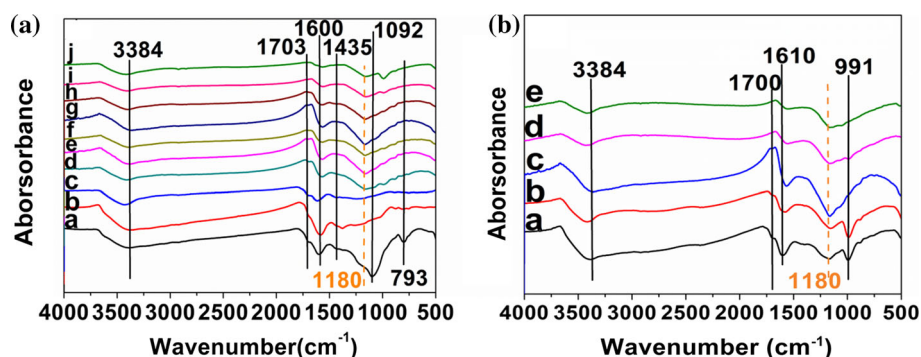 (a)
1600
1092
3384
1703
1435
j
i
h
g
f
e
d
c
b
a
1180
793
Aborsorbance
4000 3500 3000 2500 2000 1500 1000 500
Wavenumber(cm-1)
(b)
1610
3384
1700
991
e
d
c
b
a
1180
Aborsorbance
4000 3500 3000 2500 2000 1500 1000 500
Wavenumber(cm-1)